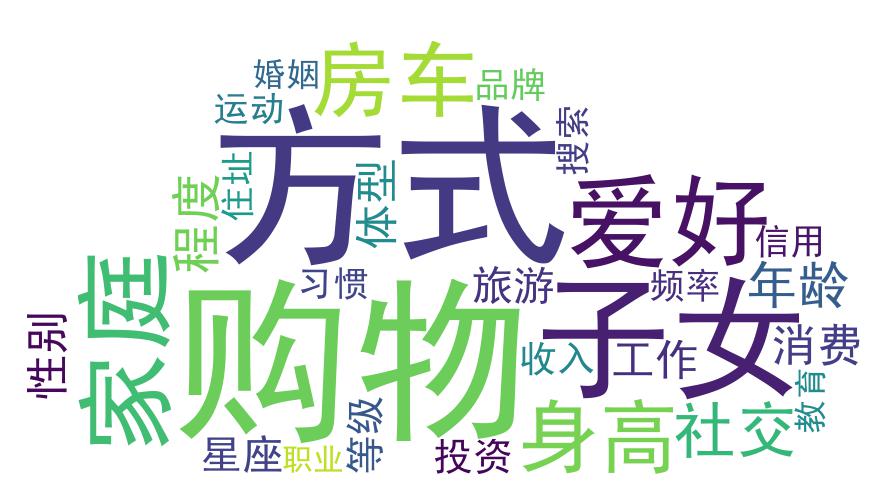 婚姻
房车
品牌
运动
方式
搜索
住址
程度
体型
爱好
信用
家庭
习惯
旅游
频率
年龄
购物
子女
性别
收入
工作
消费
教育
身高
社交
等级
星座
职业
投资